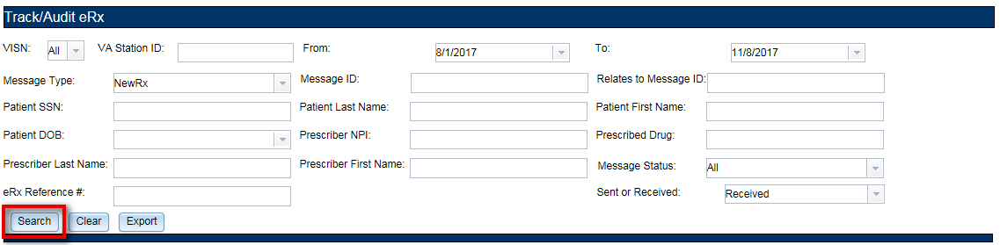 Track/Audit eRx
VISN: All VA Station ID: From: 8/1/2017 To: 11/8/2017
Message Type: NewRx Message ID: Relates to Message ID:
Patient SSN: Patient Last Name: Patient First Name:
Patient DOB: Prescriber NPI: Prescribed Drug:
Prescriber Last Name: Prescriber First Name: Message Status: All
eRx Reference #: Sent or Received: Received
Search Clear Export